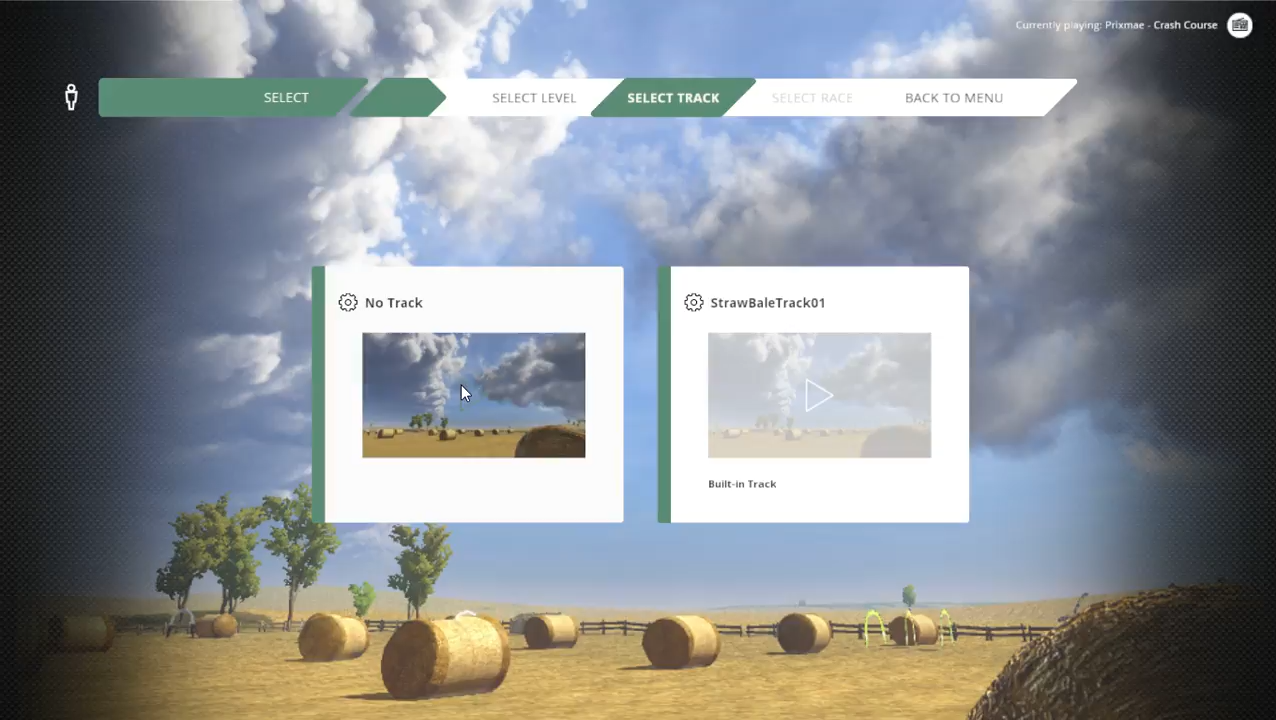 Currently playing: Prixmae - Crash Course
SELECT
SELECT LEVEL
SELECT TRACK
SELECT RACE
BACK TO MENU
No Track
StrawBaleTrack01
Built-in Track